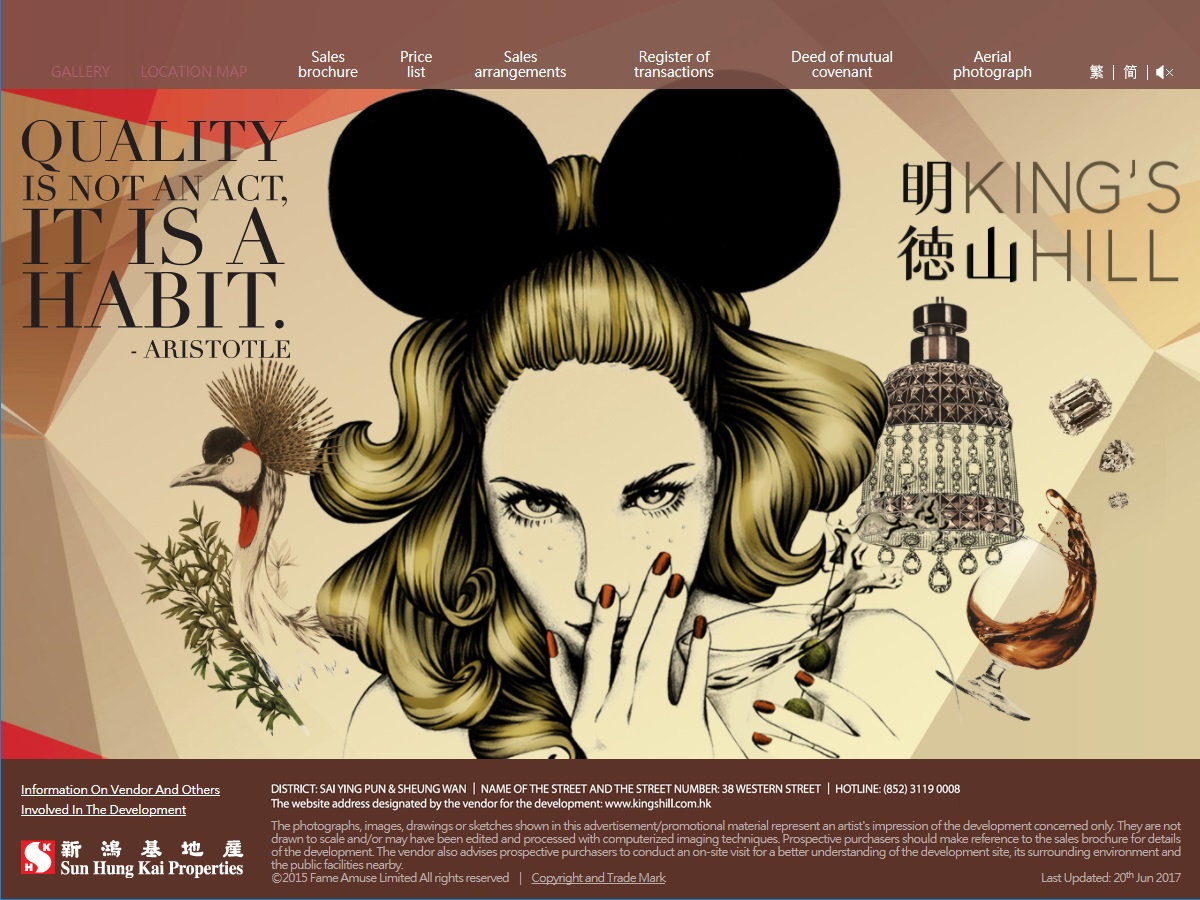 GALLERY
LOCATION MAP
Sales
brochure
Price
list
Sales
arrangements
Register of
transactions
Deed of mutual
covenant
Aerial
photograph
繁 | 简 |
QUALITY
IS NOT AN ACT,
IT IS A
HABIT.
- ARISTOTLE
明 KING'S
德山 HILL
Information On Vendor And Others
Involved In The Development
新鴻基地產
Sun Hung Kai Properties
DISTRICT: SAI YING PUN & SHEUNG WAN | NAME OF THE STREET AND THE STREET NUMBER: 38 WESTERN STREET | HOTLINE: (852) 3119 0008
The website address designated by the vendor for the development: www.kingshill.com.hk
The photographs, images, drawings or sketches shown in this advertisement/promotional material represent an artist's impression of the development concerned only. They are not
drawn to scale and/or may have been edited and processed with computerized imaging techniques. Prospective purchasers should make reference to the sales brochure for details
of the development. The vendor also advises prospective purchasers to conduct an on-site visit for a better understanding of the development site, its surrounding environment and
the public facilities nearby.
©2015 Fame Amuse Limited All rights reserved | Copyright and Trade Mark
Last Updated: 20th Jun 2017